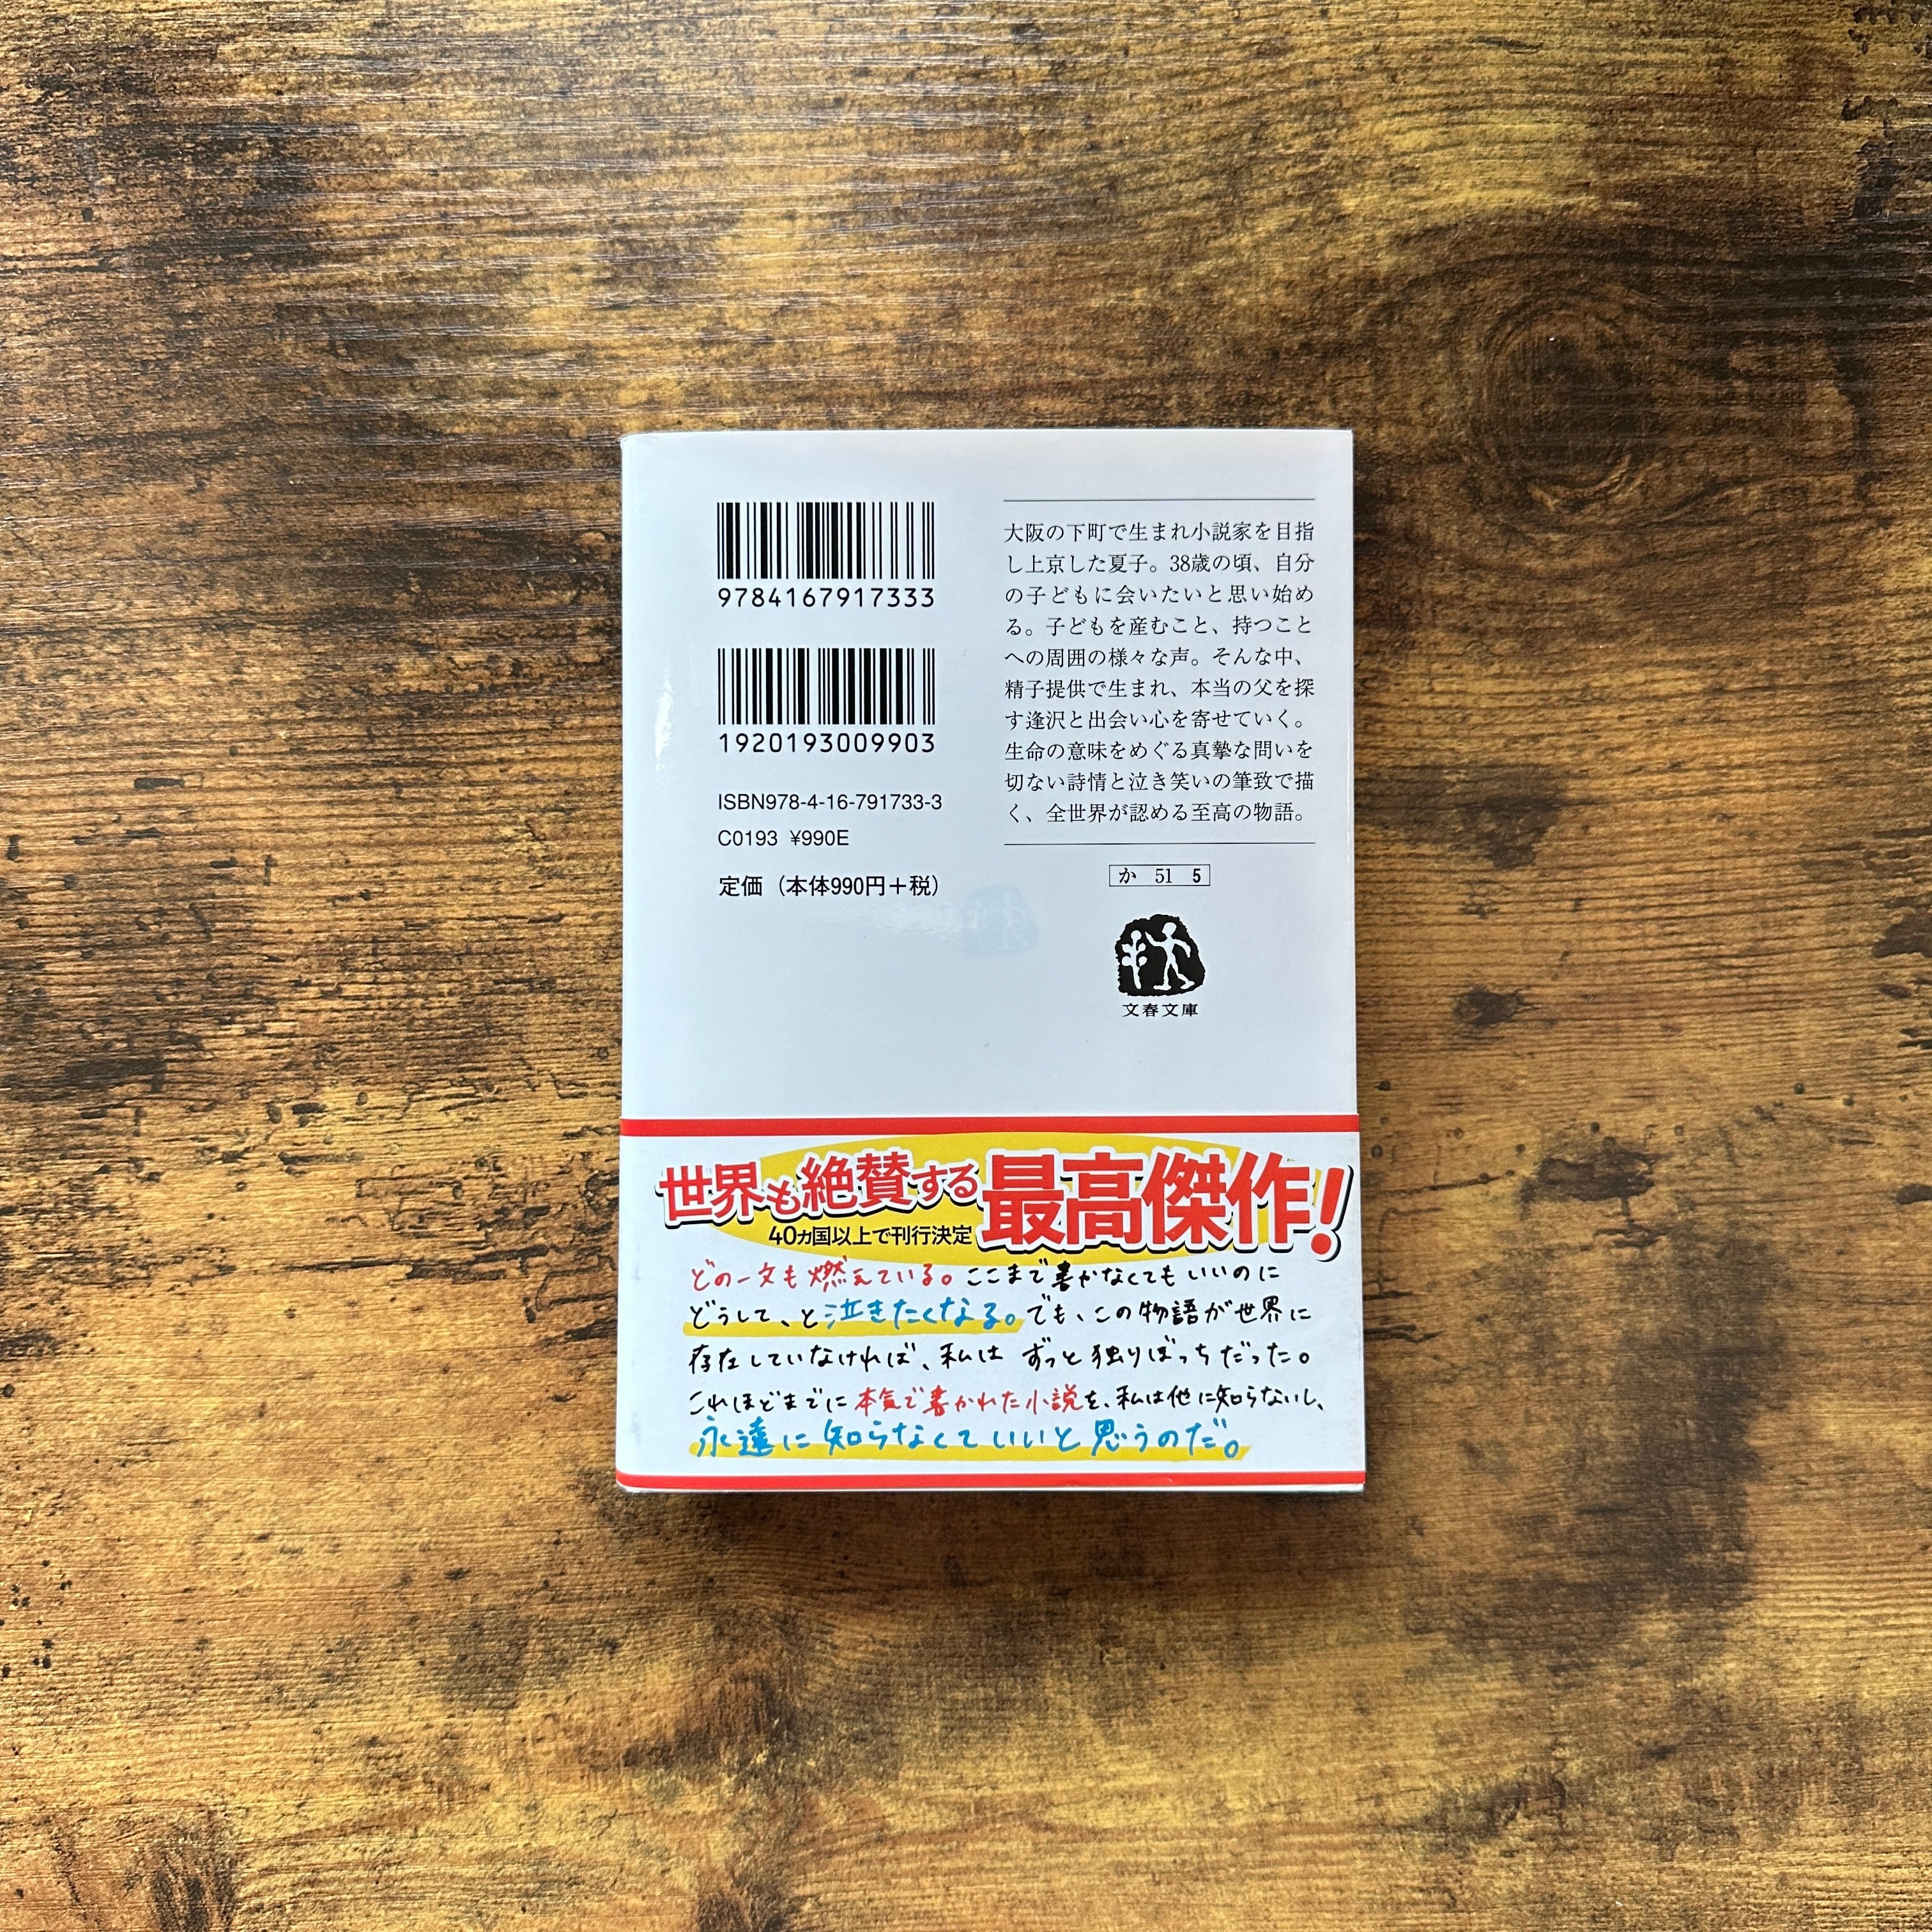 9784167917333
1920193009903
ISBN978-4-16-791733-3
C0193 ¥990E
定価（本体990円＋税）
大阪の下町で生まれ小説家を目指
し上京した夏子。38歳の頃、自分
の子どもに会いたいと思い始め
る。子どもを産むこと、持つこと
への周囲の様々な声。そんな中、
精子提供で生まれ、本当の父を探
す逢沢と出会い心を寄せていく。
生命の意味をめぐる真摯な問いを
切ない詩情と泣き笑いの筆致で描
く、全世界が認める至高の物語。
か 51 5
文春文庫
世界も絶賛する最高傑作！
40ヵ国以上で刊行決定
どの一文も燃えている。ここまで書かなくてもいいのに
どうして、と泣きたくなる。でも、この物語が世界に
存在していなければ、私は ずっと独りぼっちだった。
これほどまでに本気で書かれた小説を、私は他に知らないし、
永遠に知らなくていいと思うのだ。